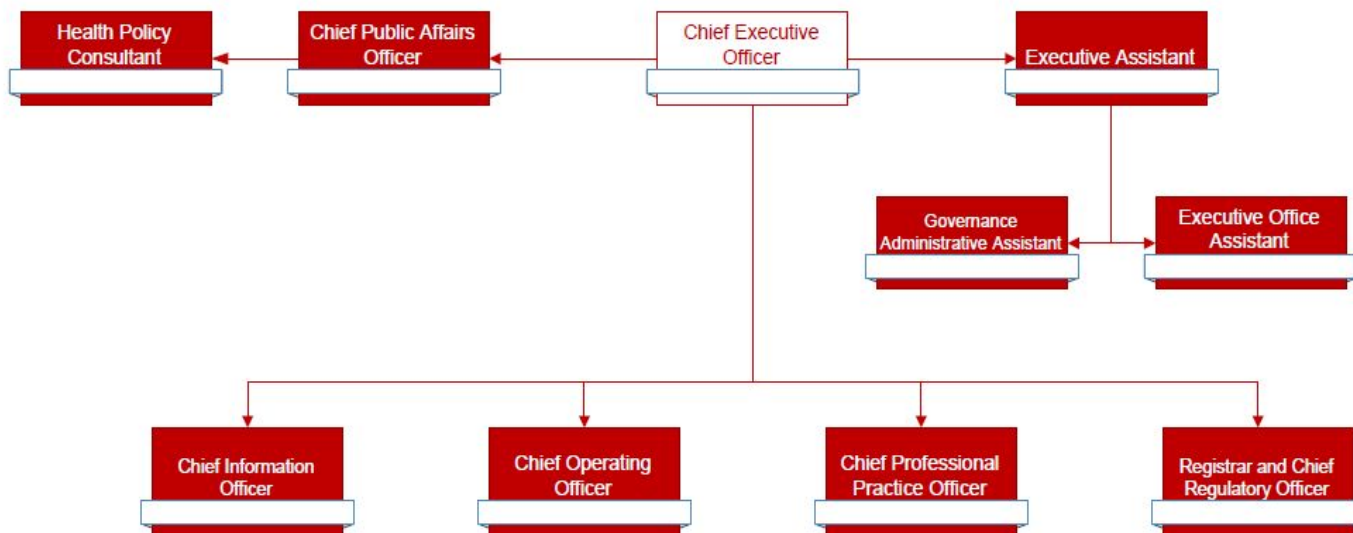 Health Policy
Consultant
Chief Public Affairs
Officer
Chief Executive
Officer
Executive Assistant
Governance
Administrative Assistant
Executive Office
Assistant
Chief Information
Officer
Chief Operating
Officer
Chief Professional
Practice Officer
Registrar and Chief
Regulatory Officer